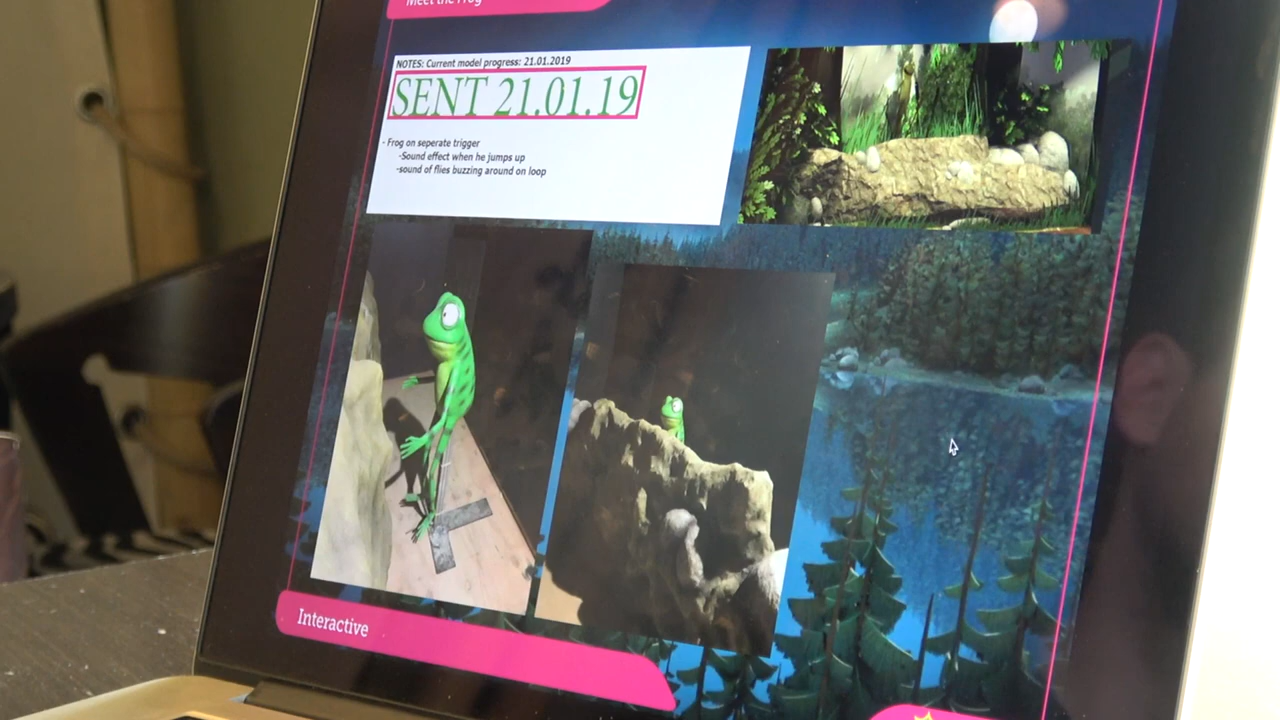 Meet the Frog
NOTES: Current model progress: 21.01.2019
SENT 21.01.19
- Frog on seperate trigger
-Sound effect when he jumps up
-sound of flies buzzing around on loop
Interactive